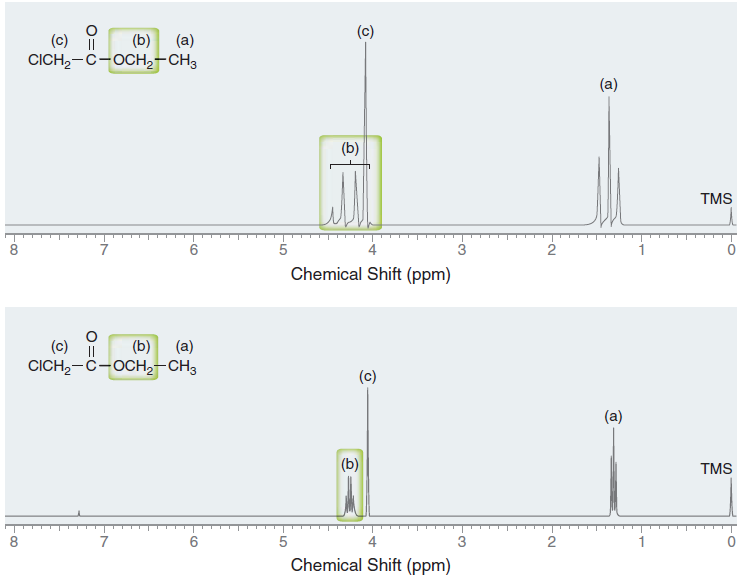 O
(c) (b) (a)
ClCH2–C–OCH2–CH3
(c)
(a)
(b)
TMS
8 7 6 5 4 3 2 1 0
Chemical Shift (ppm)
O
(c) (b) (a)
ClCH2–C–OCH2–CH3
(c)
(a)
(b)
TMS
8 7 6 5 4 3 2 1 0
Chemical Shift (ppm)